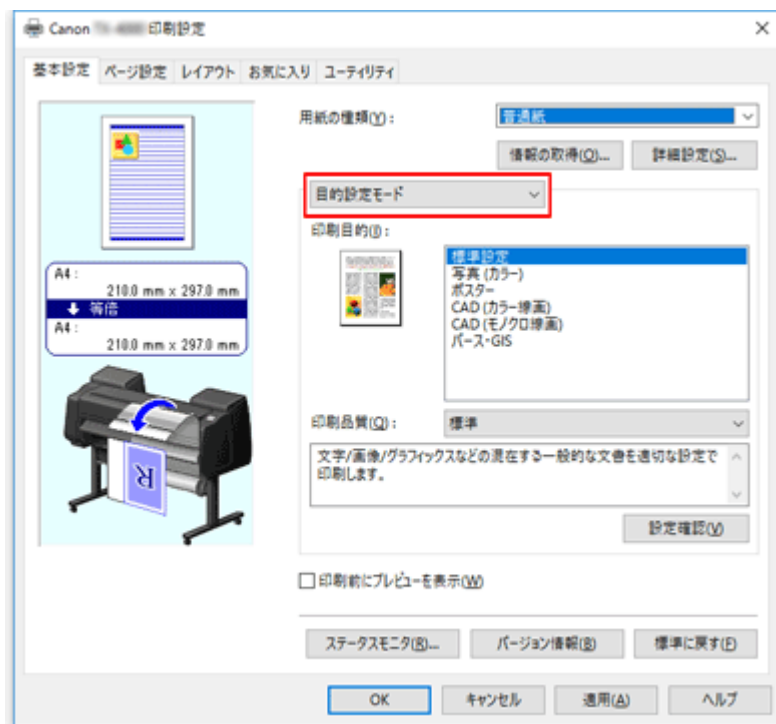 Canon 印刷設定
基本設定 ページ設定 レイアウト お気に入り ユーティリティ
用紙の種類(Y):
普通紙
情報の取得(O)...
詳細設定(S)...
目的設定モード
印刷目的(I):
標準設定
写真 (カラー)
ポスター
CAD (カラー線画)
CAD (モノクロ線画)
パース・GIS
A4 :
210.0 mm x 297.0 mm
等倍
A4 :
210.0 mm x 297.0 mm
R
印刷品質(Q):
標準
文字/画像/グラフィックスなどの混在する一般的な文書を適切な設定で
印刷します。
設定確認(V)
印刷前にプレビューを表示(W)
ステータスモニタ(R)...
バージョン情報(B)
標準に戻す(F)
OK
キャンセル
適用(A)
ヘルプ